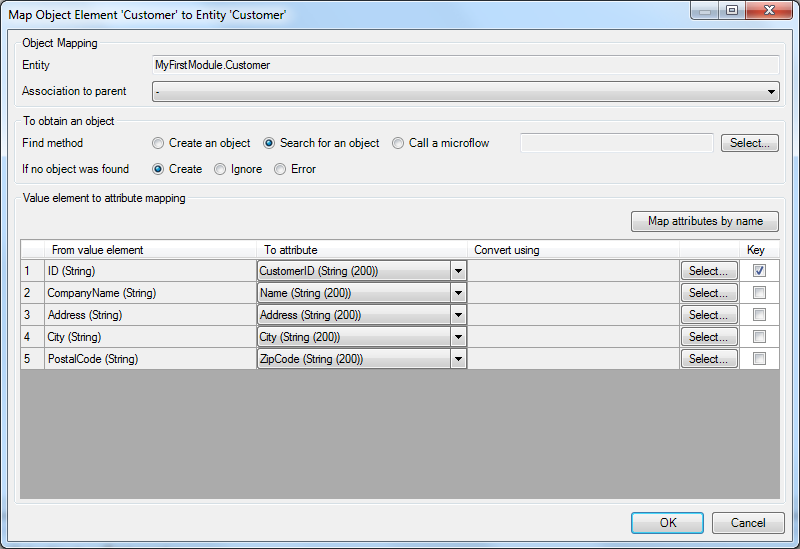 Map Object Element 'Customer' to Entity 'Customer'
Object Mapping
Entity MyFirstModule.Customer
Association to parent -
To obtain an object
Find method Create an object Search for an object Call a microflow Select...
If no object was found Create Ignore Error
Value element to attribute mapping
Map attributes by name
From value element To attribute Convert using Key
1 ID (String) CustomerID (String (200)) Select...
2 CompanyName (String) Name (String (200)) Select...
3 Address (String) Address (String (200)) Select...
4 City (String) City (String (200)) Select...
5 PostalCode (String) ZipCode (String (200)) Select...
OK Cancel